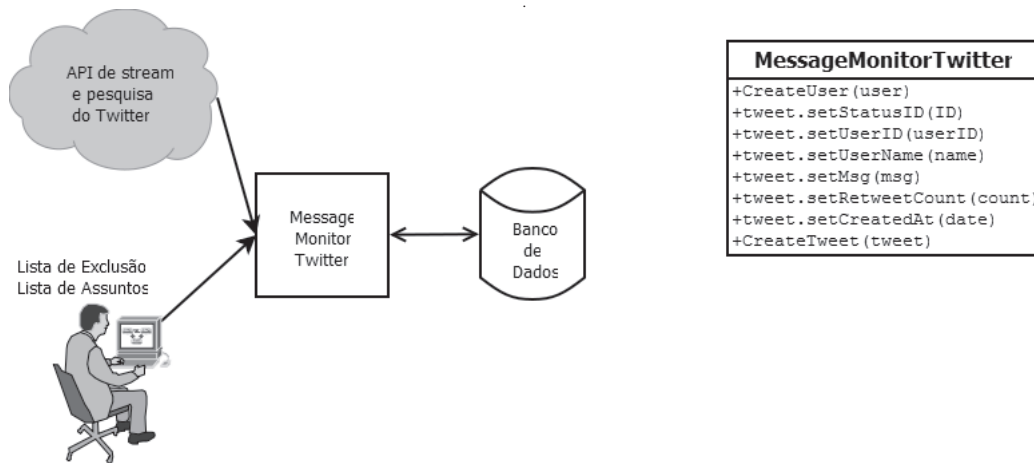 API de stream
e pesquisa
do Twitter
Message
Monitor
Twitter
Banco
de
Dados
Lista de Exclusão
Lista de Assuntos
MessageMonitorTwitter
+CreateUser(user)
+tweet.setStatusID(ID)
+tweet.setUserID(userID)
+tweet.setUserName(name)
+tweet.setMsg(msg)
+tweet.setRetweetCount(count)
+tweet.setCreatedAt(date)
+CreateTweet(tweet)